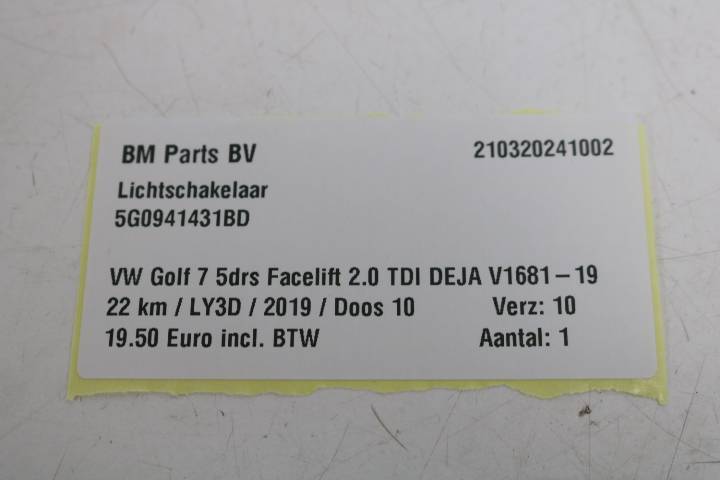 BM Parts BV 210320241002
Lichtschakelaar
5G0941431BD
VW Golf 7 5drs Facelift 2.0 TDI DEJA V1681-19
22 km / LY3D / 2019 / Doos 10 Verz: 10
19.50 Euro incl. BTW Aantal: 1